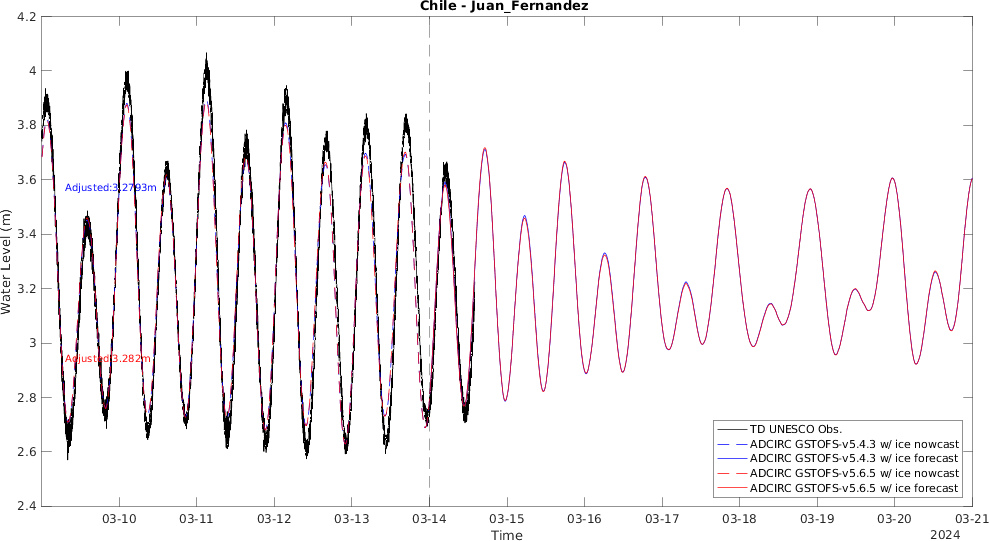 Chile - Juan_Fernandez
4.2
4
3.8
3.6
3.4
3.2
3
2.8
2.6
2.4
Water Level (m)
Adjusted:3.2793m
Adjusted:3.282m
TD UNESCO Obs.
ADCIRC GSTOFS-v5.4.3 w/ ice nowcast
ADCIRC GSTOFS-v5.4.3 w/ ice forecast
ADCIRC GSTOFS-v5.6.5 w/ ice nowcast
ADCIRC GSTOFS-v5.6.5 w/ ice forecast
03-10 03-11 03-12 03-13 03-14 03-15 03-16 03-17 03-18 03-19 03-20 03-21
Time
2024